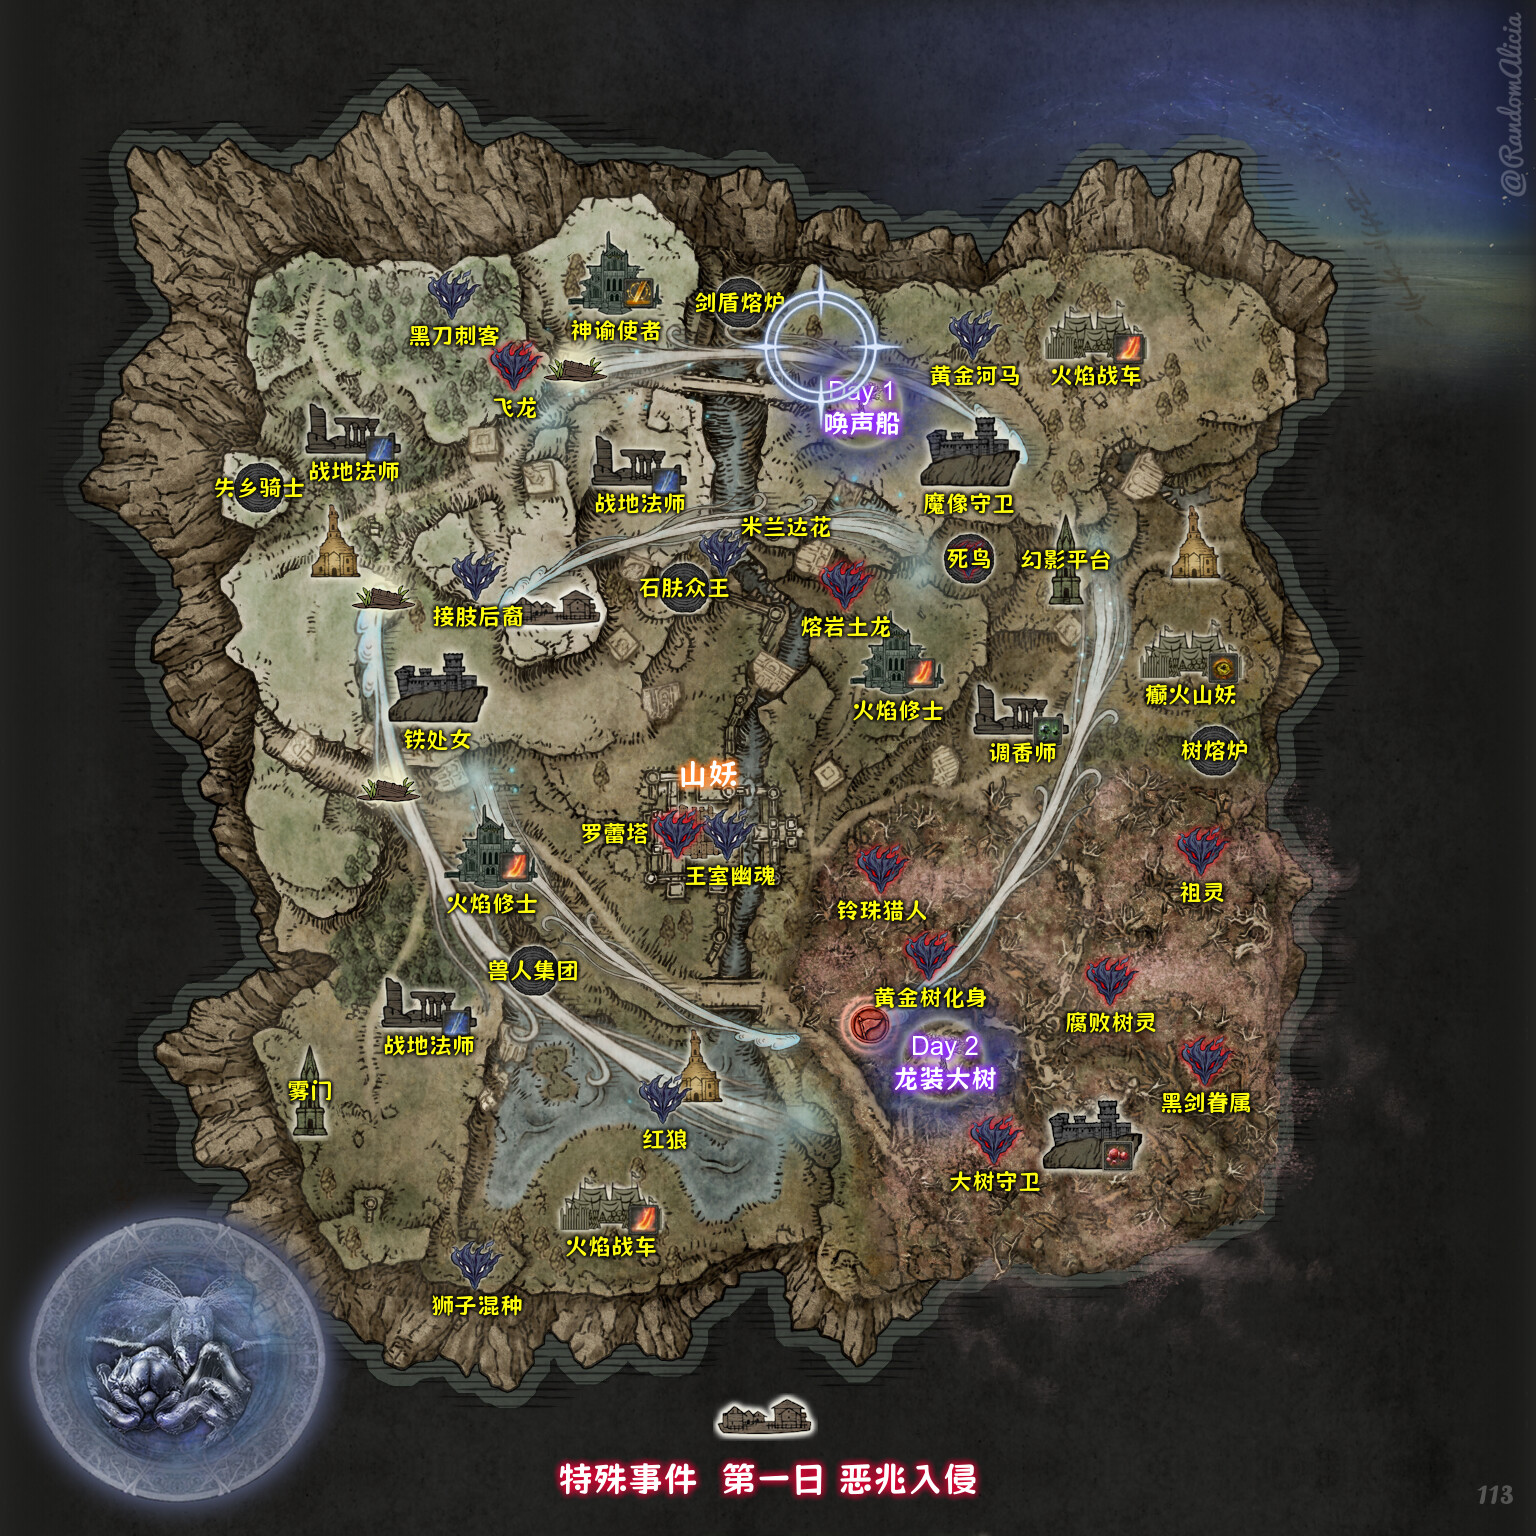 @RandomAlicia
黑刀刺客
神谕使者
剑盾熔炉
飞龙
Day 1
唤声船
黄金河马
火焰战车
失乡骑士
战地法师
战地法师
魔像守卫
米兰达花
死鸟
幻影平台
石肤众王
接肢后裔
熔岩土龙
火焰修士
癫火山妖
铁处女
调香师
树熔炉
山妖
罗蕾塔
王室幽魂
火焰修士
铃珠猎人
祖灵
兽人集团
黄金树化身
腐败树灵
战地法师
Day 2
龙装大树
雾门
红狼
黑剑眷属
大树守卫
火焰战车
狮子混种
特殊事件 第一日 恶兆入侵
113